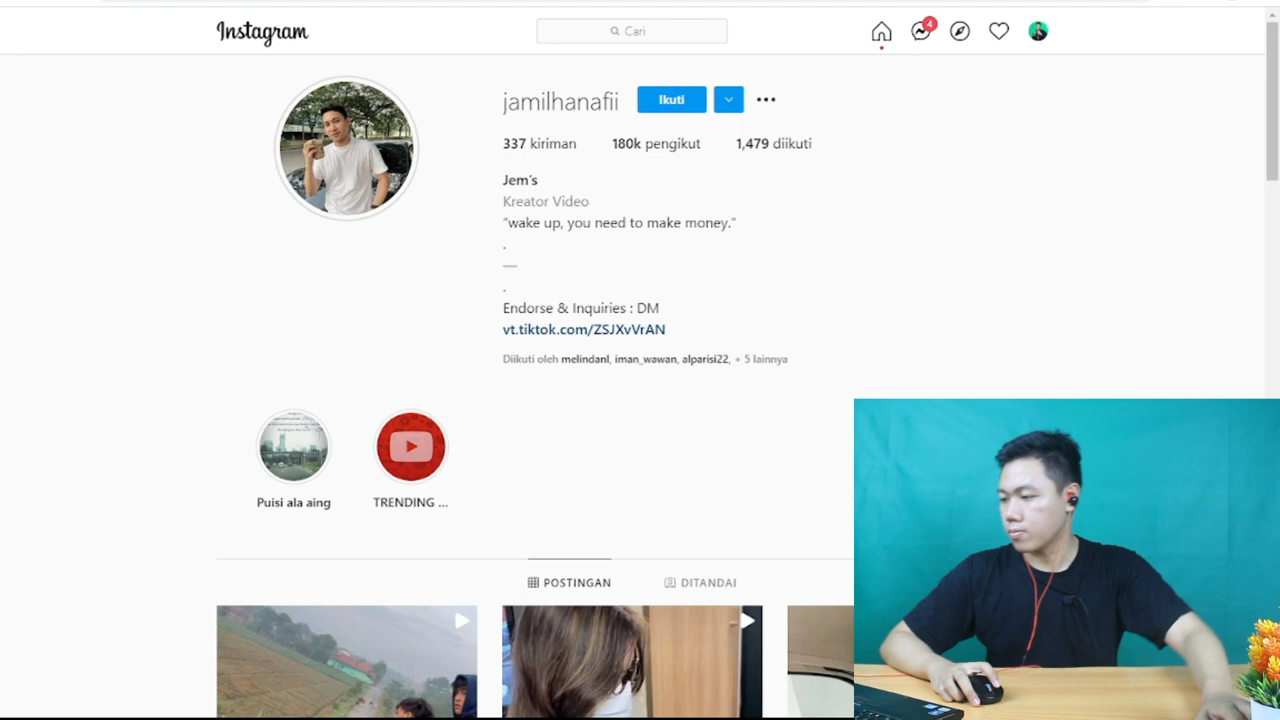 Instagram
Cari
4
jamilhanafii
Ikuti
337 kiriman
180k pengikut
1,479 diikuti
Jem's
Kreator Video
"wake up, you need to make money."
.
—
.
Endorse & Inquiries : DM
vt.tiktok.com/ZSJXvVrAN
Diikuti oleh melindanl, iman_wawan, alparisi22, + 5 lainnya
Puisi ala aing
TRENDING ...
POSTINGAN
DITANDAI